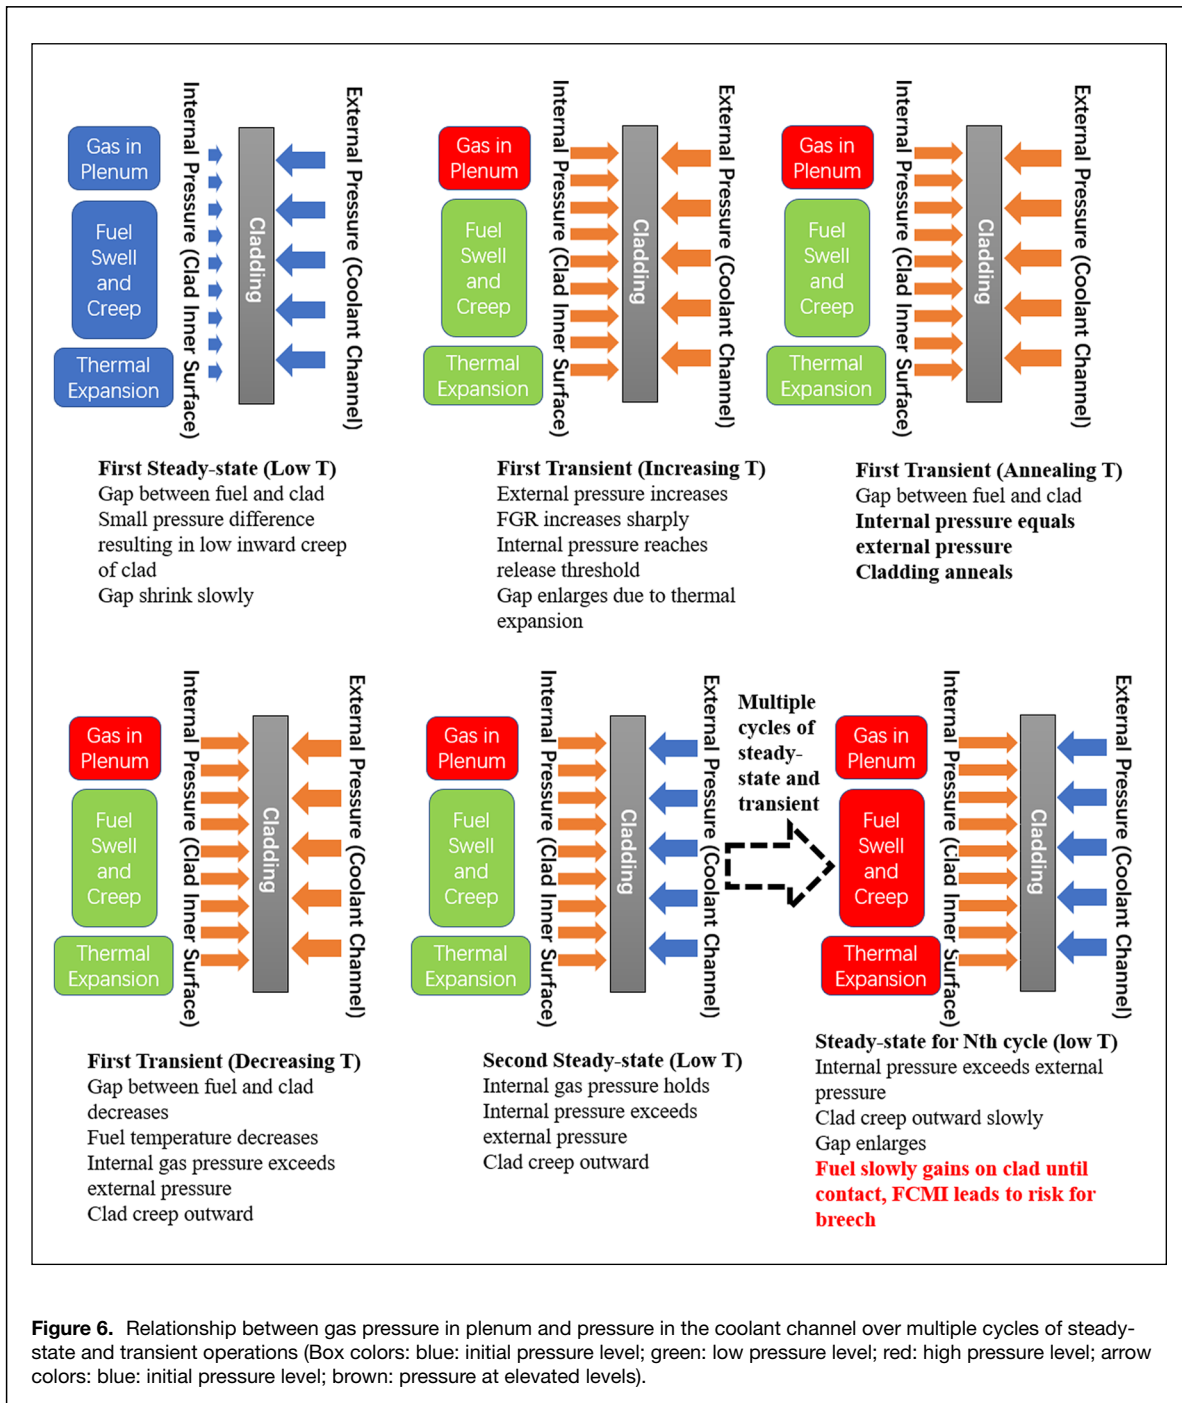 Gas in
Plenum
Fuel
Swell
and
Creep
Thermal
Expansion
Internal Pressure (Clad Inner Surface)
Cladding
External Pressure (Coolant Channel)
First Steady-state (Low T)
Gap between fuel and clad
Small pressure difference
resulting in low inward creep
of clad
Gap shrink slowly
Gas in
Plenum
Fuel
Swell
and
Creep
Thermal
Expansion
Internal Pressure (Clad Inner Surface)
Cladding
External Pressure (Coolant Channel)
First Transient (Increasing T)
External pressure increases
FGR increases sharply
Internal pressure reaches
release threshold
Gap enlarges due to thermal
expansion
Gas in
Plenum
Fuel
Swell
and
Creep
Thermal
Expansion
Internal Pressure (Clad Inner Surface)
Cladding
External Pressure (Coolant Channel)
First Transient (Annealing T)
Gap between fuel and clad
Internal pressure equals
external pressure
Cladding anneals
Gas in
Plenum
Fuel
Swell
and
Creep
Thermal
Expansion
Internal Pressure (Clad Inner Surface)
Cladding
External Pressure (Coolant Channel)
First Transient (Decreasing T)
Gap between fuel and clad
decreases
Fuel temperature decreases
Internal gas pressure exceeds
external pressure
Clad creep outward
Gas in
Plenum
Fuel
Swell
and
Creep
Thermal
Expansion
Internal Pressure (Clad Inner Surface)
Cladding
External Pressure (Coolant Channel)
Second Steady-state (Low T)
Internal gas pressure holds
Internal pressure exceeds
external pressure
Clad creep outward
Multiple
cycles of
steady-
state and
transient
Gas in
Plenum
Fuel
Swell
and
Creep
Thermal
Expansion
Internal Pressure (Clad Inner Surface)
Cladding
External Pressure (Coolant Channel)
Steady-state for Nth cycle (low T)
Internal pressure exceeds external
pressure
Clad creep outward slowly
Gap enlarges
Fuel slowly gains on clad until
contact, FCMI leads to risk for
breech
Figure 6. Relationship between gas pressure in plenum and pressure in the coolant channel over multiple cycles of steady-
state and transient operations (Box colors: blue: initial pressure level; green: low pressure level; red: high pressure level; arrow
colors: blue: initial pressure level; brown: pressure at elevated levels).